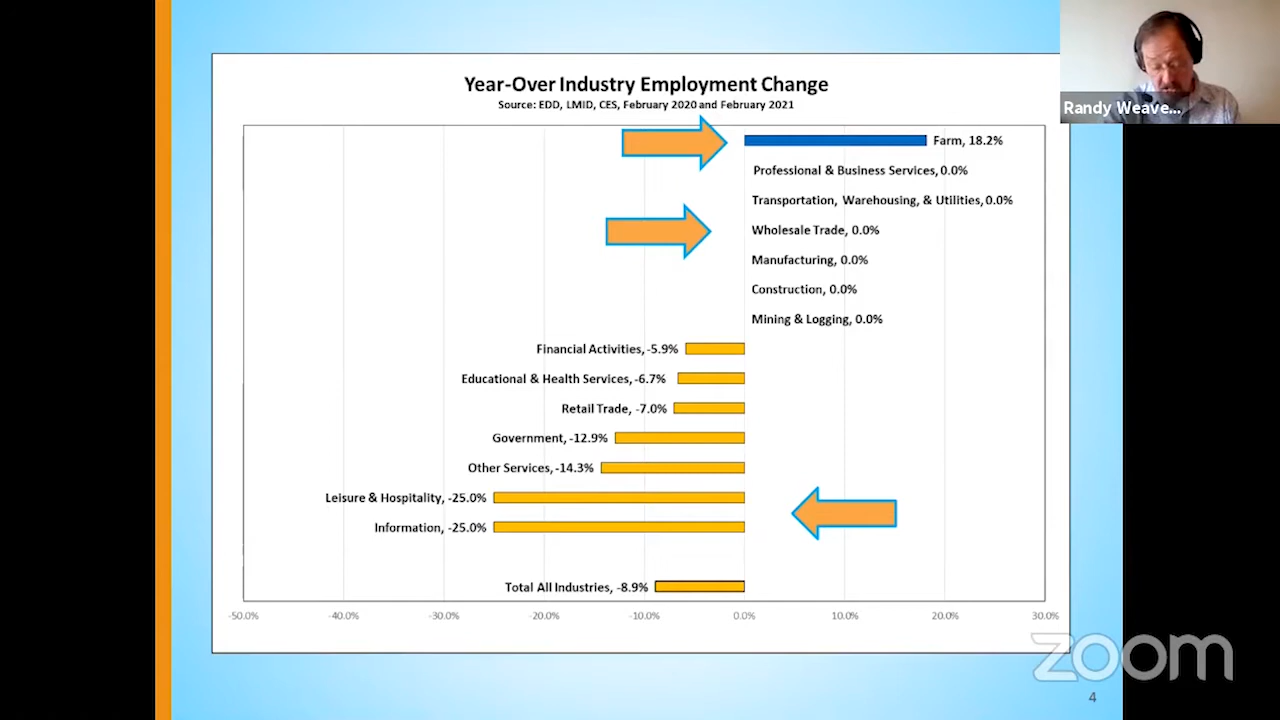 Year-Over Industry Employment Change
Source: EDD, LMID, CES, February 2020 and February 2021
Randy Weave...
Farm, 18.2%
Professional & Business Services, 0.0%
Transportation, Warehousing, & Utilities, 0.0%
Wholesale Trade, 0.0%
Manufacturing, 0.0%
Construction, 0.0%
Mining & Logging, 0.0%
Financial Activities, -5.9%
Educational & Health Services, -6.7%
Retail Trade, -7.0%
Government, -12.9%
Other Services, -14.3%
Leisure & Hospitality, -25.0%
Information, -25.0%
Total All Industries, -8.9%
-50.0% -40.0% -30.0% -20.0% -10.0% 0.0% 10.0% 20.0% 30.0%
zoom
4